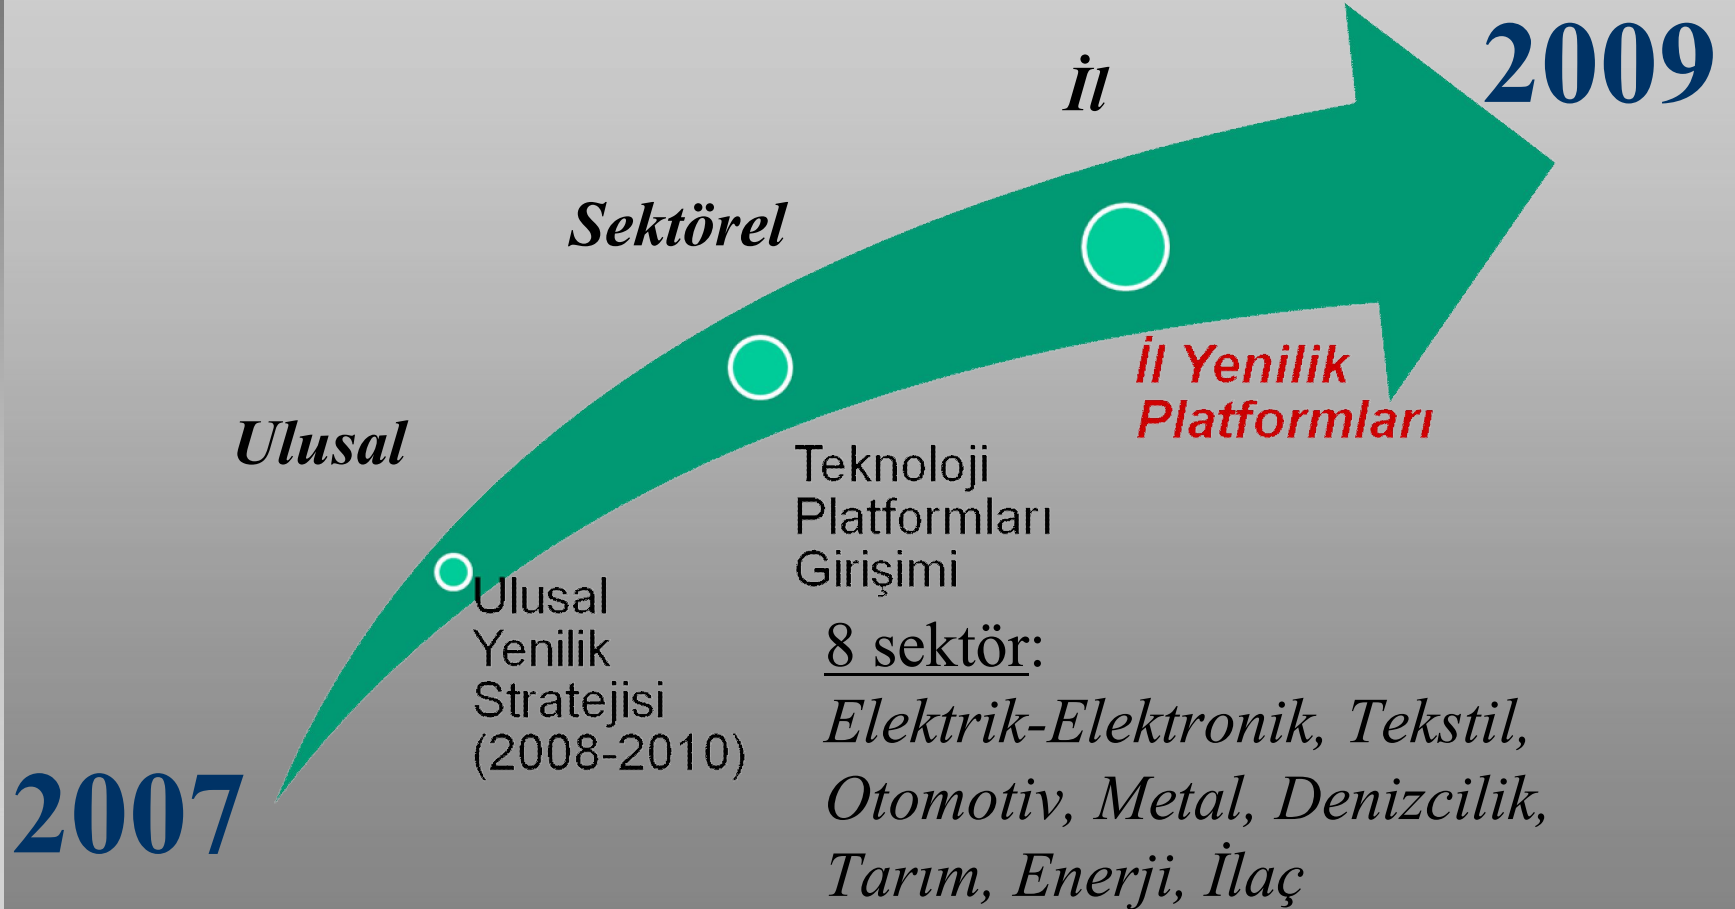 2009
İl
Sektörel
İl Yenilik
Platformları
Ulusal
Teknoloji
Platformları
Girişimi
Ulusal
Yenilik
Stratejisi
(2008-2010)
8 sektör:
Elektrik-Elektronik, Tekstil,
Otomotiv, Metal, Denizcilik,
Tarım, Enerji, İlaç
2007